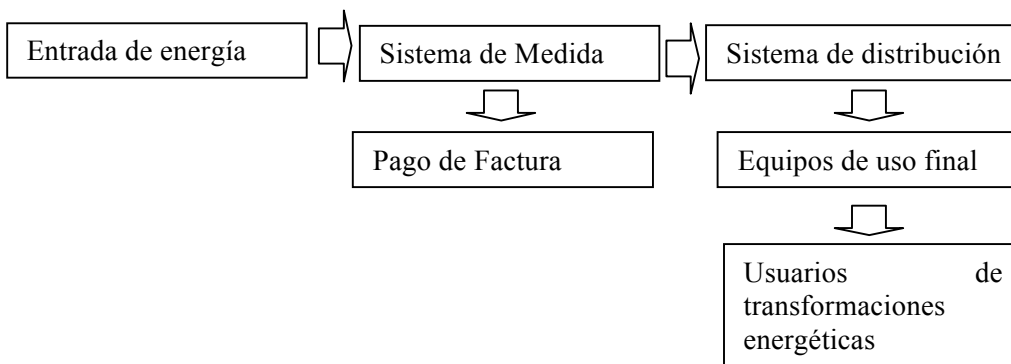 Entrada de energía
Sistema de Medida
Sistema de distribución
Pago de Factura
Equipos de uso final
Usuarios de
transformaciones
energéticas